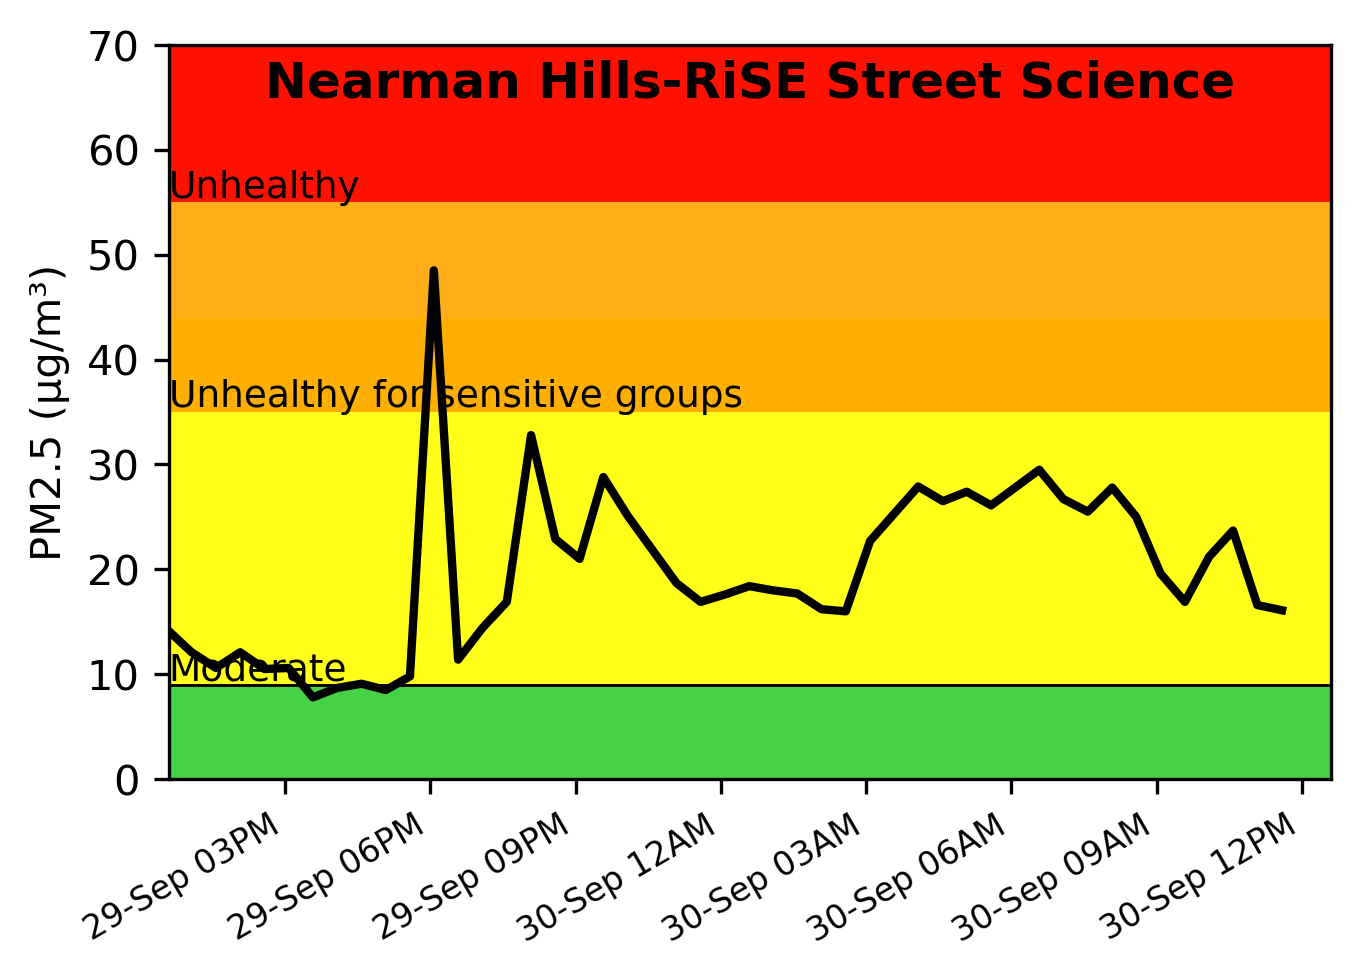 Nearman Hills-RiSE Street Science
70
60
50
40
30
20
10
0
PM2.5 (µg/m³)
Unhealthy
Unhealthy for sensitive groups
Moderate
29-Sep 03PM
29-Sep 06PM
29-Sep 09PM
30-Sep 12AM
30-Sep 03AM
30-Sep 06AM
30-Sep 09AM
30-Sep 12PM